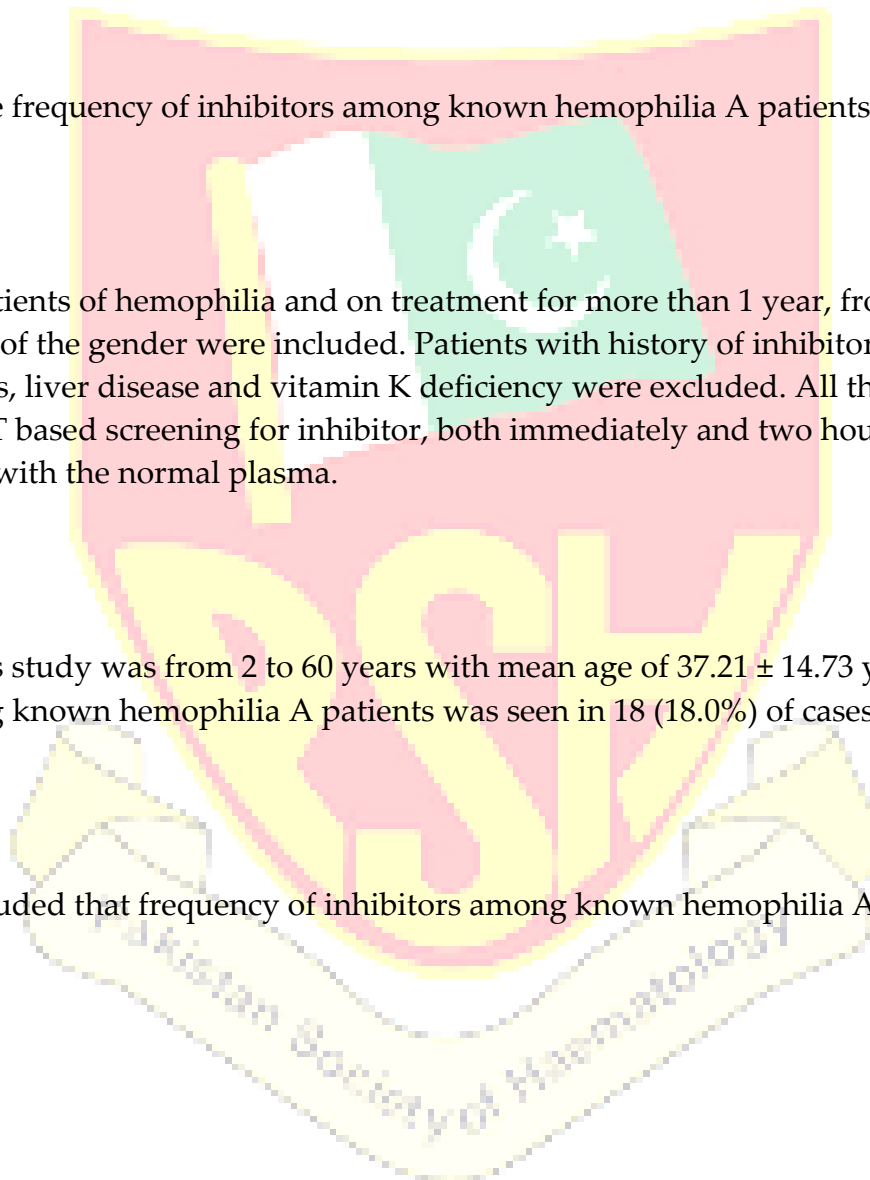 frequency of inhibitors among known hemophilia A patients
tients of hemophilia and on treatment for more than 1 year, fro
of the gender were included. Patients with history of inhibitor
s, liver disease and vitamin K deficiency were excluded. All th
T based screening for inhibitor, both immediately and two hou
with the normal plasma.
s study was from 2 to 60 years with mean age of 37.21 ± 14.73 y
g known hemophilia A patients was seen in 18 (18.0%) of cases
uded that frequency of inhibitors among known hemophilia A
PSH
Pakistan Society of Haematology